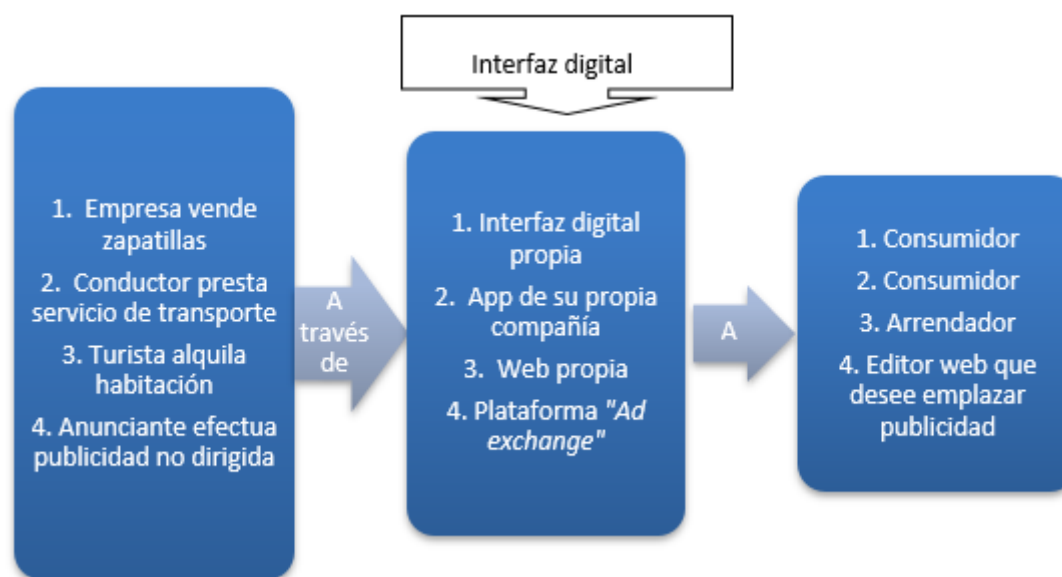 Interfaz digital
1. Empresa vende
zapatillas
2. Conductor presta
servicio de transporte
3. Turista alquila
habitación
4. Anunciante efectua
publicidad no dirigida
A
través
de
1. Interfaz digital
propia
2. App de su propia
compañía
3. Web propia
4. Plataforma "Ad
exchange"
A
1. Consumidor
2. Consumidor
3. Arrendador
4. Editor web que
desee emplazar
publicidad